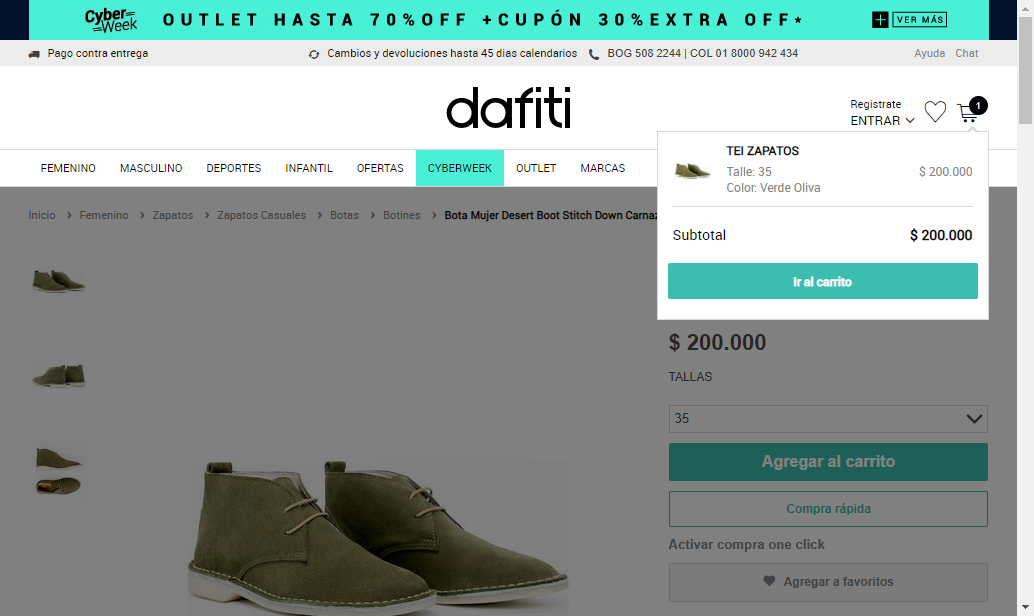 Cyber Week
OUTLET HASTA 70%OFF +CUPÓN 30%EXTRA OFF*
+ VER MÁS
Pago contra entrega
Cambios y devoluciones hasta 45 dias calendarios
BOG 508 2244 | COL 01 8000 942 434
Ayuda Chat
dafiti
Registrate
ENTRAR
1
FEMENINO MASCULINO DEPORTES INFANTIL OFERTAS CYBERWEEK OUTLET MARCAS
TEI ZAPATOS
Talle: 35
$ 200.000
Color: Verde Oliva
Subtotal
$ 200.000
Ir al carrito
Inicio > Femenino > Zapatos > Zapatos Casuales > Botas > Botines > Bota Mujer Desert Boot Stitch Down Carnaz
$ 200.000
TALLAS
35
Agregar al carrito
Compra rápida
Activar compra one click
Agregar a favoritos